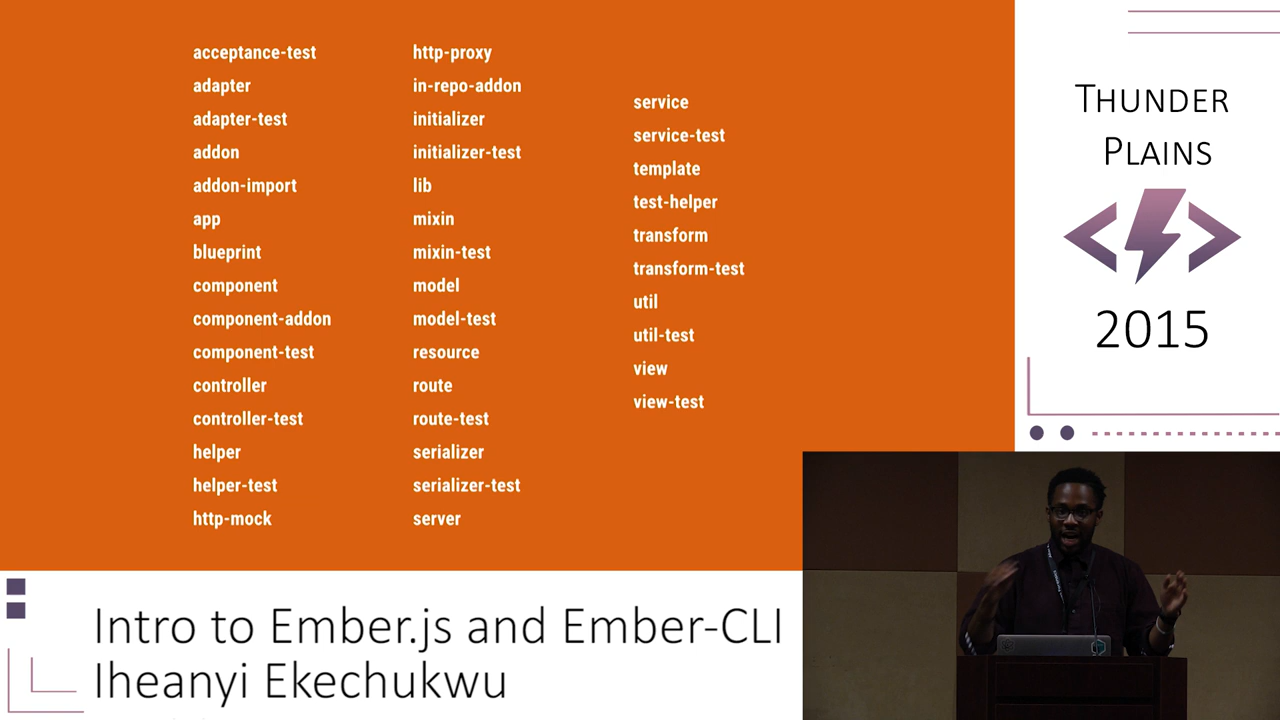 acceptance-test
adapter
adapter-test
addon
addon-import
app
blueprint
component
component-addon
component-test
controller
controller-test
helper
helper-test
http-mock
http-proxy
in-repo-addon
initializer
initializer-test
lib
mixin
mixin-test
model
model-test
resource
route
route-test
serializer
serializer-test
server
service
service-test
template
test-helper
transform
transform-test
util
util-test
view
view-test
THUNDER
PLAINS
2015
Intro to Ember.js and Ember-CLI
Iheanyi Ekechukwu